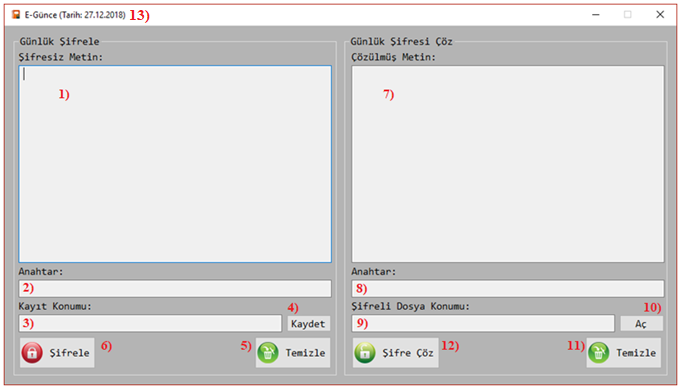 E-Günce (Tarih: 27.12.2018) 13)
Günlük Şifrele
Şifresiz Metin:
1)
Anahtar:
2)
Kayıt Konumu:
4)
3)
Kaydet
Şifrele
6)
5)
Temizle
Günlük Şifresi Çöz
Çözülmüş Metin:
7)
Anahtar:
8)
Şifreli Dosya Konumu:
10)
9)
Aç
Şifre Çöz
12)
11)
Temizle